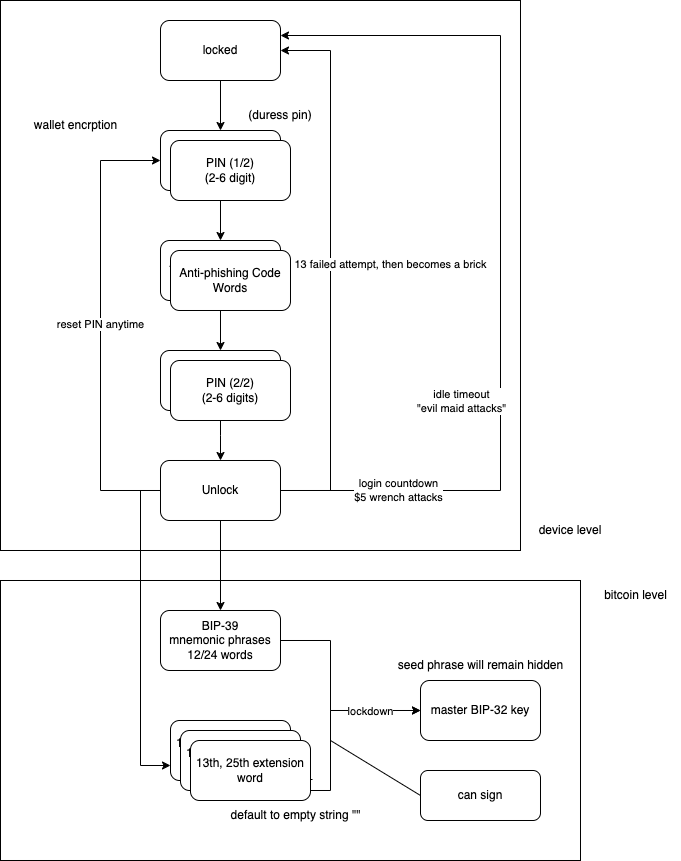 locked
(duress pin)
wallet encrption
PIN (1/2)
(2-6 digit)
Anti-phishing Code
Words
13 failed attempt, then becomes a brick
reset PIN anytime
PIN (2/2)
(2-6 digits)
idle timeout
"evil maid attacks"
Unlock
login countdown
$5 wrench attacks
device level
bitcoin level
BIP-39
mnemonic phrases
12/24 words
seed phrase will remain hidden
lockdown
master BIP-32 key
13th, 25th extension
word
can sign
default to empty string ""